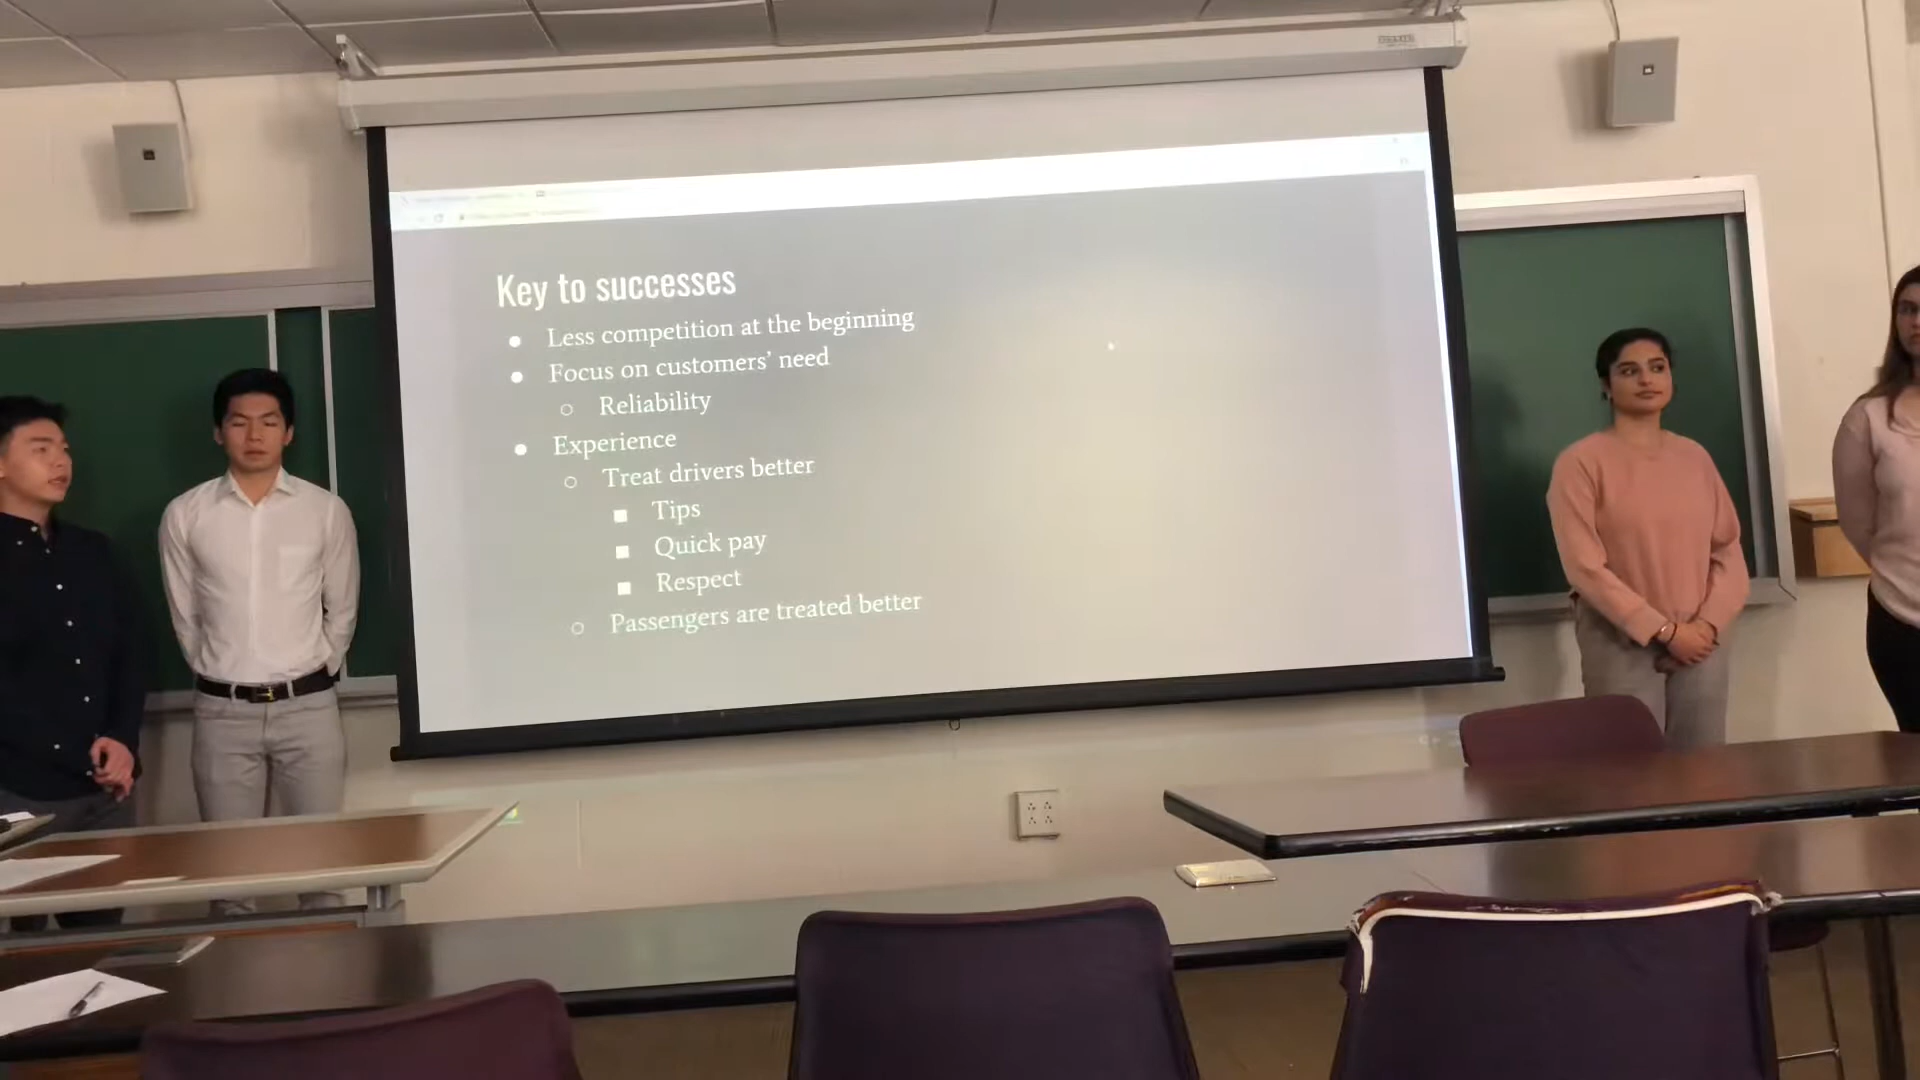 Key to successes
Less competition at the beginning
Focus on customers' need
Reliability
Experience
Treat drivers better
Tips
Quick pay
Respect
Passengers are treated better